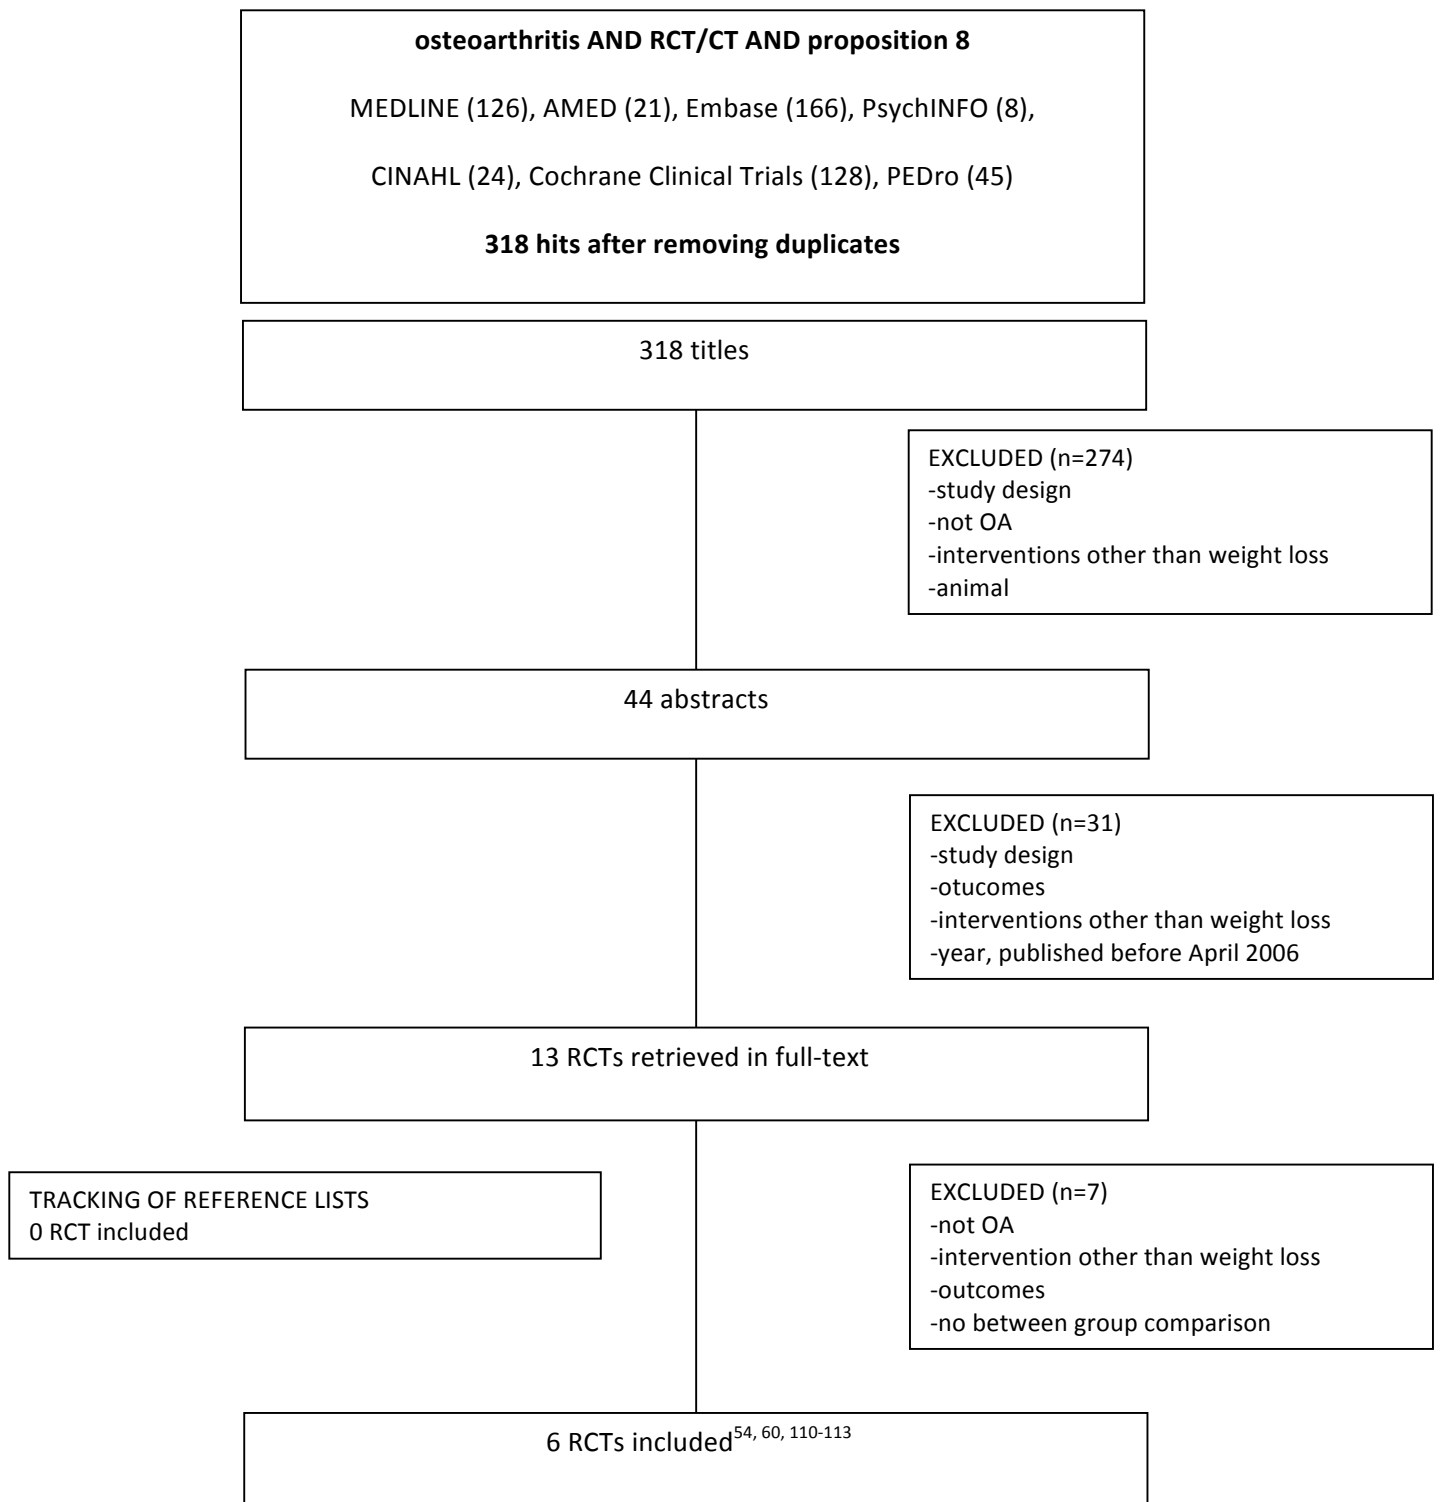 osteoarthritis AND RCT/CT AND proposition 8
MEDLINE (126), AMED (21), Embase (166), PsychINFO (8),
CINAHL (24), Cochrane Clinical Trials (128), PEDro (45)
318 hits after removing duplicates
318 titles
EXCLUDED (n=274)
-study design
-not OA
-interventions other than weight loss
-animal
44 abstracts
EXCLUDED (n=31)
-study design
-otucomes
-interventions other than weight loss
-year, published before April 2006
13 RCTs retrieved in full-text
TRACKING OF REFERENCE LISTS
0 RCT included
EXCLUDED (n=7)
-not OA
-intervention other than weight loss
-outcomes
-no between group comparison
6 RCTs included54, 60, 110-113